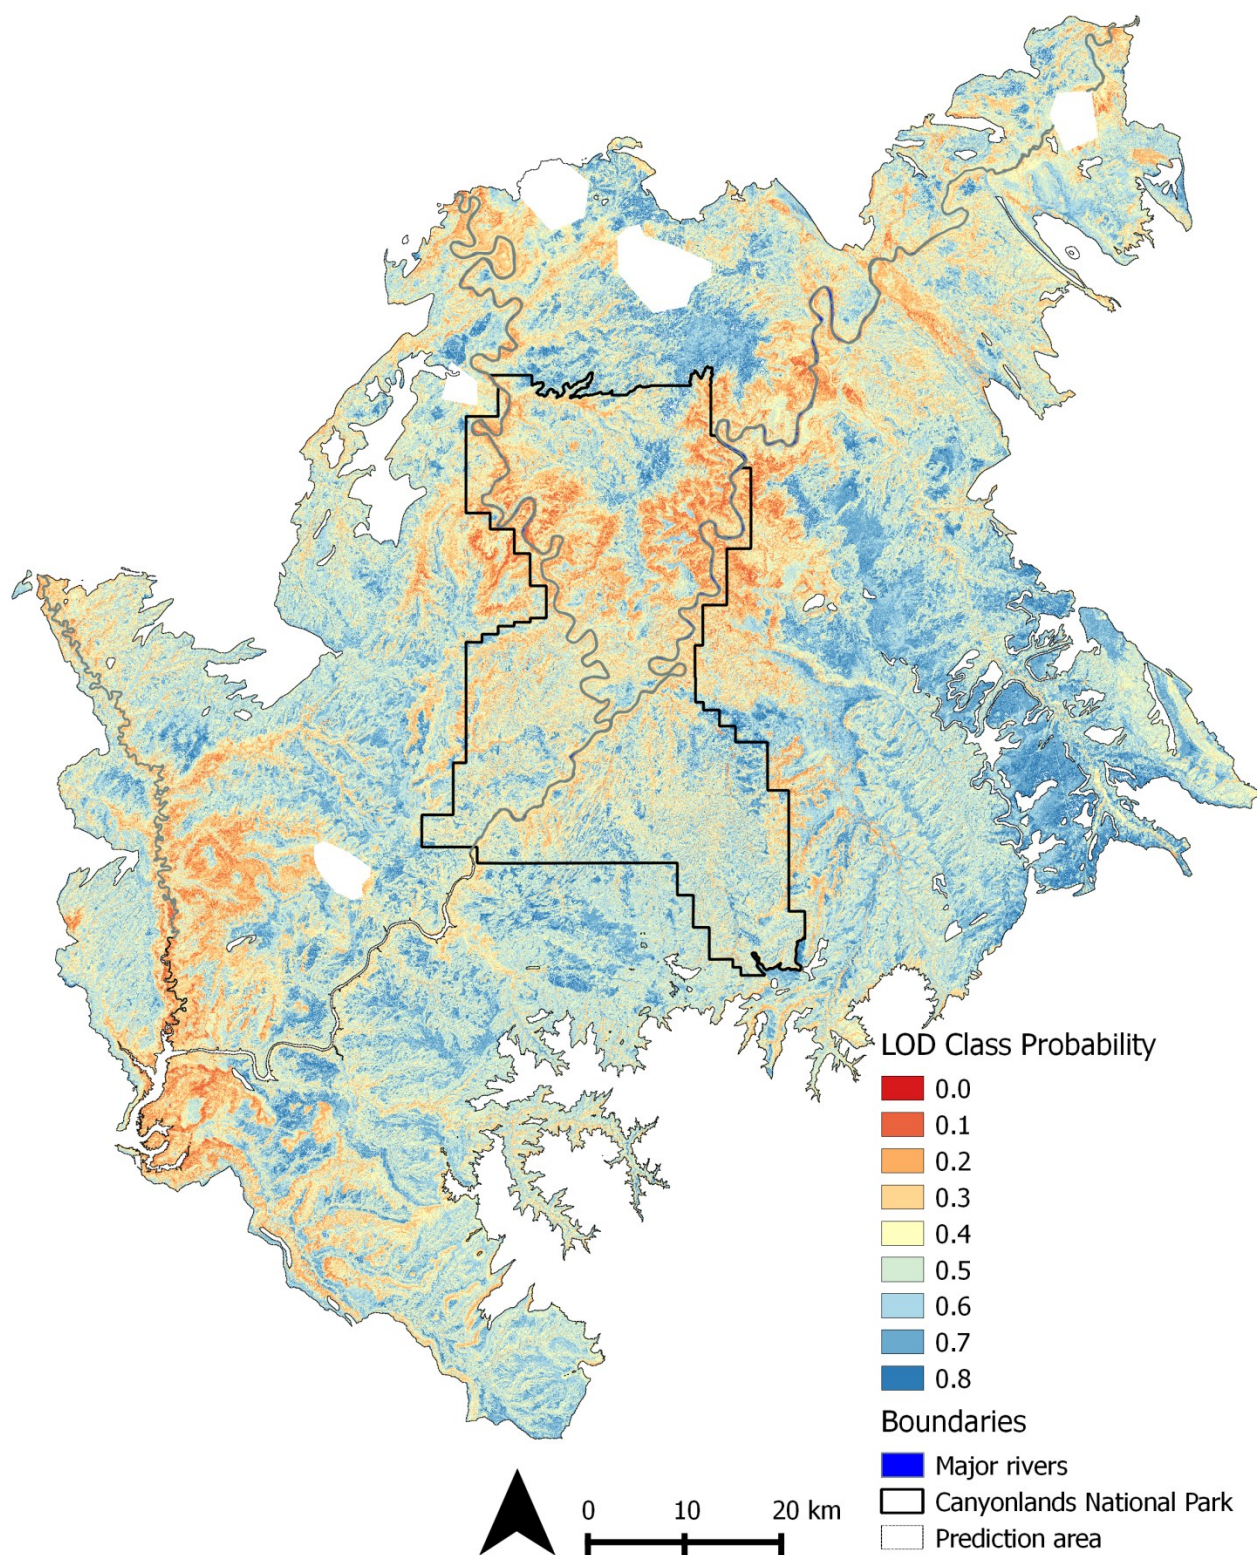 LOD Class Probability
0.0
0.1
0.2
0.3
0.4
0.5
0.6
0.7
0.8
Boundaries
Major rivers
Canyonlands National Park
Prediction area
0 10 20 km